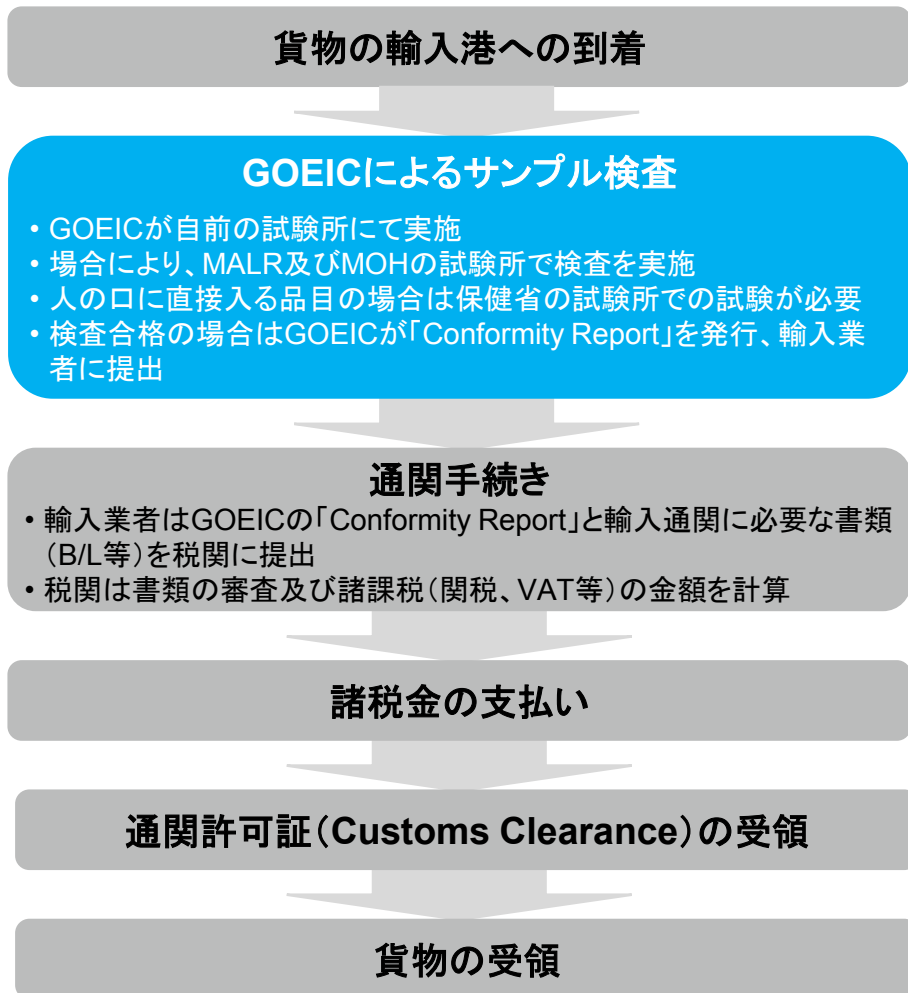 貨物の輸入港への到着
GOEICによるサンプル検査
• GOEICが自前の試験所にて実施
• 場合により、MALR及びMOHの試験所で検査を実施
• 人の口に直接入る品目の場合は保健省の試験所での試験が必要
• 検査合格の場合はGOEICが「Conformity Report」を発行、輸入業
者に提出
通関手続き
• 輸入業者はGOEICの「Conformity Report」と輸入通関に必要な書類
（B/L等）を税関に提出
• 税関は書類の審査及び諸課税（関税、VAT等）の金額を計算
諸税金の支払い
通関許可証（Customs Clearance）の受領
貨物の受領